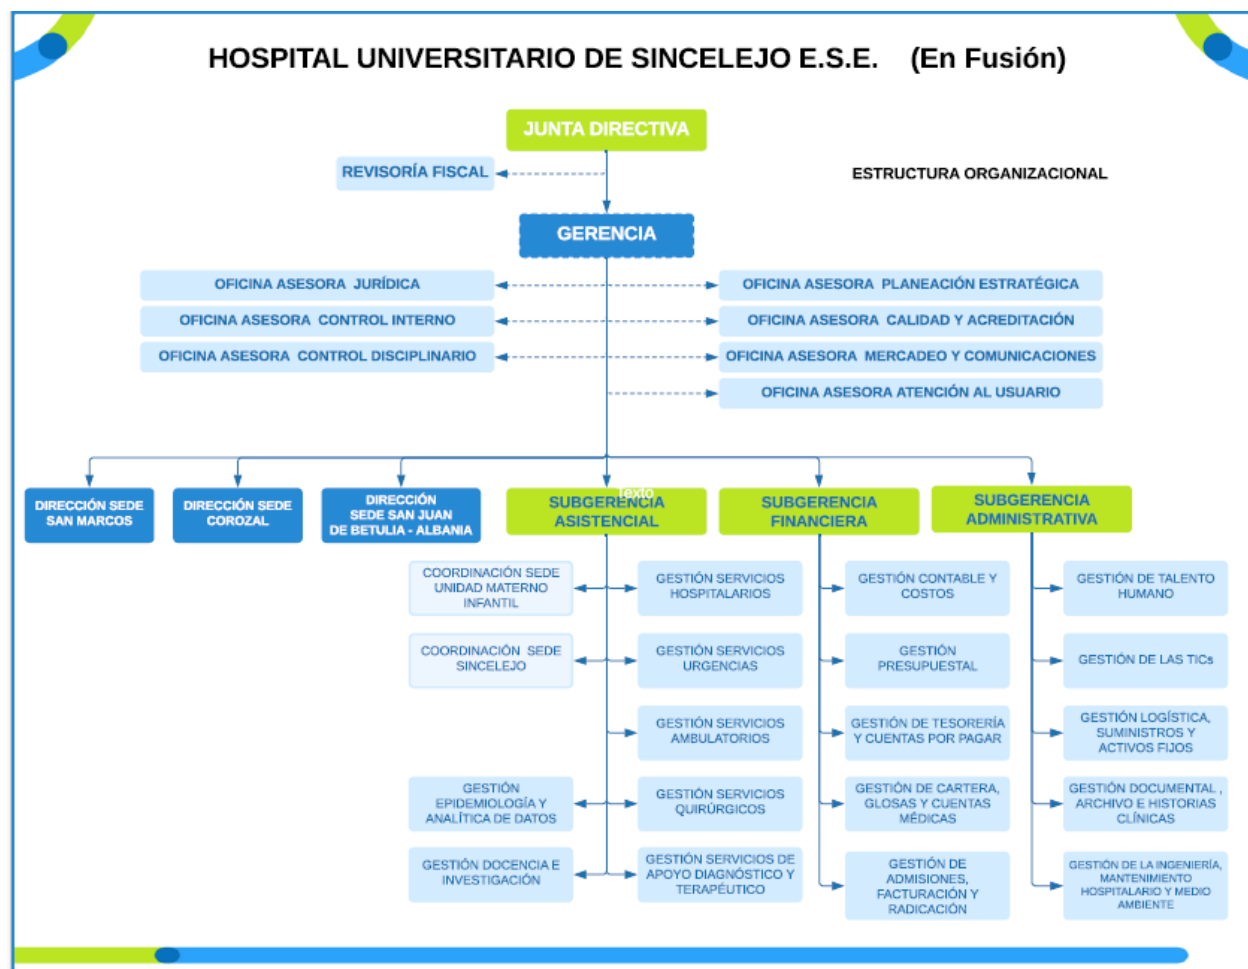 HOSPITAL UNIVERSITARIO DE SINCELEJO E.S.E. (En Fusión)
JUNTA DIRECTIVA
REVISORÍA FISCAL
ESTRUCTURA ORGANIZACIONAL
GERENCIA
OFICINA ASESORA JURÍDICA
OFICINA ASESORA PLANEACIÓN ESTRATÉGICA
OFICINA ASESORA CONTROL INTERNO
OFICINA ASESORA CALIDAD Y ACREDITACIÓN
OFICINA ASESORA CONTROL DISCIPLINARIO
OFICINA ASESORA MERCADEO Y COMUNICACIONES
OFICINA ASESORA ATENCIÓN AL USUARIO
DIRECCIÓN SEDE
SAN MARCOS
DIRECCIÓN SEDE
COROZAL
DIRECCIÓN
SEDE SAN JUAN
DE BETULIA - ALBANIA
Texto
SUBGERENCIA
ASISTENCIAL
SUBGERENCIA
FINANCIERA
SUBGERENCIA
ADMINISTRATIVA
COORDINACIÓN SEDE
UNIDAD MATERNO
INFANTIL
GESTIÓN SERVICIOS
HOSPITALARIOS
GESTIÓN CONTABLE Y
COSTOS
GESTIÓN DE TALENTO
HUMANO
COORDINACIÓN SEDE
SINCELEJO
GESTIÓN SERVICIOS
URGENCIAS
GESTIÓN
PRESUPUESTAL
GESTIÓN DE LAS TICs
GESTIÓN SERVICIOS
AMBULATORIOS
GESTIÓN DE TESORERÍA
Y CUENTAS POR PAGAR
GESTIÓN LOGÍSTICA,
SUMINISTROS Y
ACTIVOS FIJOS
GESTIÓN
EPIDEMIOLOGÍA Y
ANALÍTICA DE DATOS
GESTIÓN SERVICIOS
QUIRÚRGICOS
GESTIÓN DE CARTERA,
GLOSAS Y CUENTAS
MÉDICAS
GESTIÓN DOCUMENTAL ,
ARCHIVO E HISTORIAS
CLÍNICAS
GESTIÓN DOCENCIA E
INVESTIGACIÓN
GESTIÓN SERVICIOS DE
APOYO DIAGNÓSTICO Y
TERAPÉUTICO
GESTIÓN DE
ADMISIONES,
FACTURACIÓN Y
RADICACIÓN
GESTIÓN DE LA INGENIERÍA,
MANTENIMIENTO
HOSPITALARIO Y MEDIO
AMBIENTE